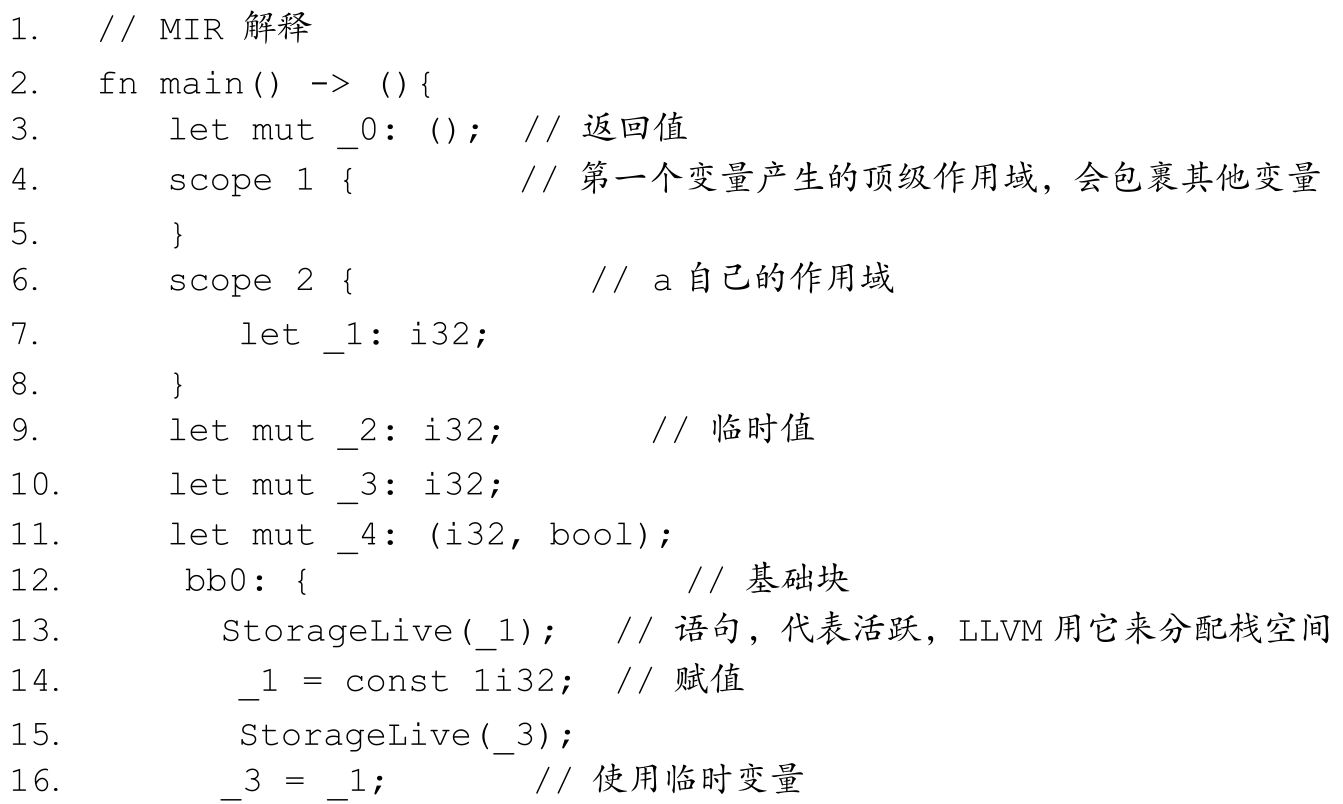 1. // MIR 解释
2. fn main() -> (){
3. let mut _0: (); // 返回值
4. scope 1 { // 第一个变量产生的顶级作用域，会包裹其他变量
5. }
6. scope 2 { // a 自己的作用域
7. let _1: i32;
8. }
9. let mut _2: i32; // 临时值
10. let mut _3: i32;
11. let mut _4: (i32, bool);
12. bb0: { // 基础块
13. StorageLive(_1); // 语句，代表活跃，LLVM 用它来分配栈空间
14. _1 = const 1i32; // 赋值
15. StorageLive(_3);
16. _3 = _1; // 使用临时变量